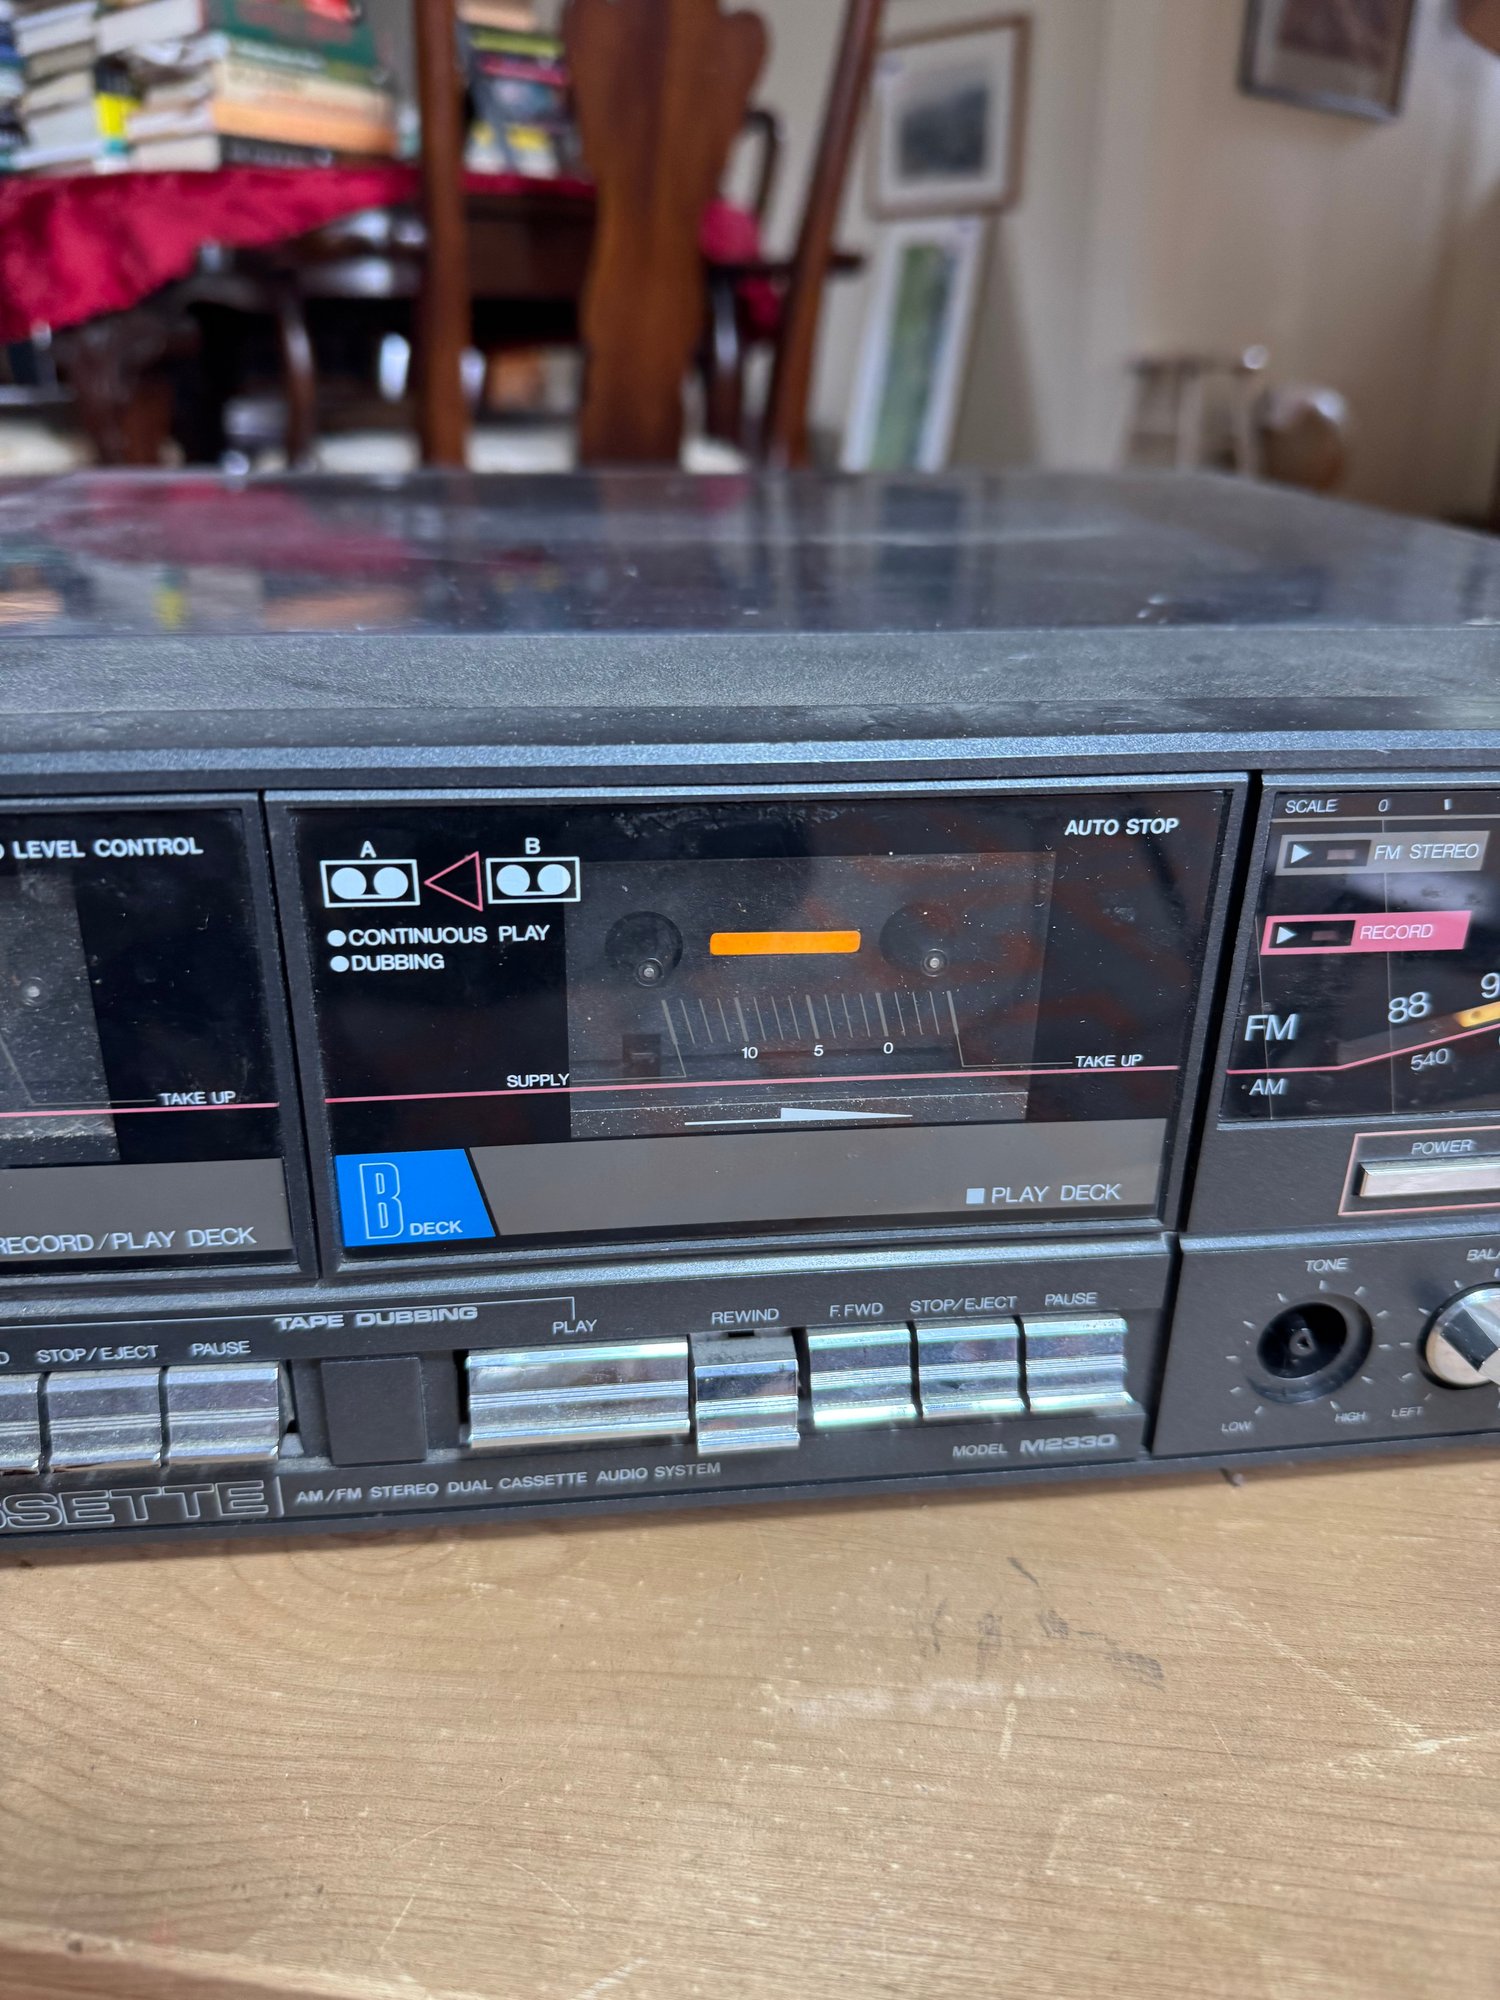 LEVEL CONTROL
TAKE UP
RECORD/PLAY DECK
A
B
CONTINUOUS PLAY
DUBBING
AUTO STOP
10 5 0
SUPPLY
TAKE UP
B DECK
PLAY DECK
SCALE 0
FM STEREO
RECORD
FM 88
540
AM
POWER
TAPE DUBBING
STOP/EJECT PAUSE
PLAY REWIND F.FWD STOP/EJECT PAUSE
TONE
LOW HIGH LEFT
MODEL M2330
AM/FM STEREO DUAL CASSETTE AUDIO SYSTEM